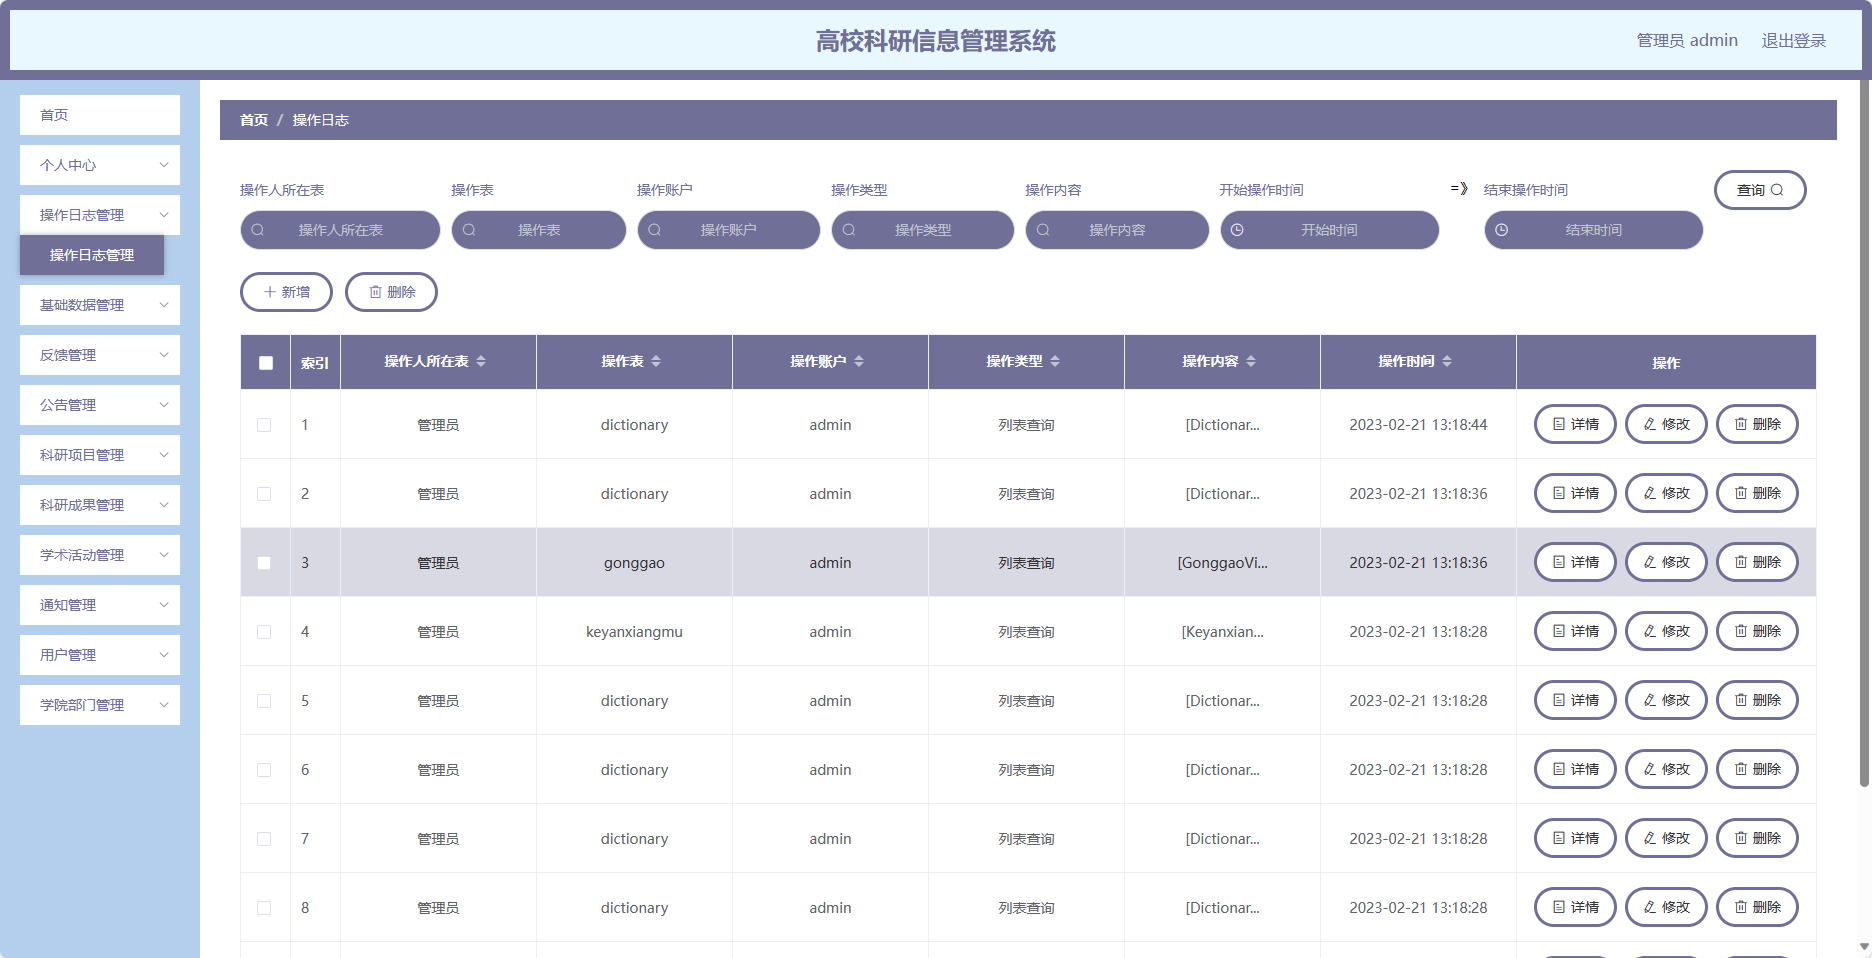 高校科研信息管理系统
管理员 admin 退出登录
首页
个人中心
操作日志管理
操作日志管理
基础数据管理
反馈管理
公告管理
科研项目管理
科研成果管理
学术活动管理
通知管理
用户管理
学院部门管理
首页 / 操作日志
操作人所在表 操作表 操作账户 操作类型 操作内容 开始操作时间 =》 结束操作时间 查询
操作人所在表 操作表 操作账户 操作类型 操作内容 开始时间 结束时间
新增 删除
索引 操作人所在表 操作表 操作账户 操作类型 操作内容 操作时间 操作
1 管理员 dictionary admin 列表查询 [Dictionar... 2023-02-21 13:18:44 详情 修改 删除
2 管理员 dictionary admin 列表查询 [Dictionar... 2023-02-21 13:18:36 详情 修改 删除
3 管理员 gonggao admin 列表查询 [GonggaoVi... 2023-02-21 13:18:36 详情 修改 删除
4 管理员 keyanxiangmu admin 列表查询 [Keyanxian... 2023-02-21 13:18:28 详情 修改 删除
5 管理员 dictionary admin 列表查询 [Dictionar... 2023-02-21 13:18:28 详情 修改 删除
6 管理员 dictionary admin 列表查询 [Dictionar... 2023-02-21 13:18:28 详情 修改 删除
7 管理员 dictionary admin 列表查询 [Dictionar... 2023-02-21 13:18:28 详情 修改 删除
8 管理员 dictionary admin 列表查询 [Dictionar... 2023-02-21 13:18:28 详情 修改 删除